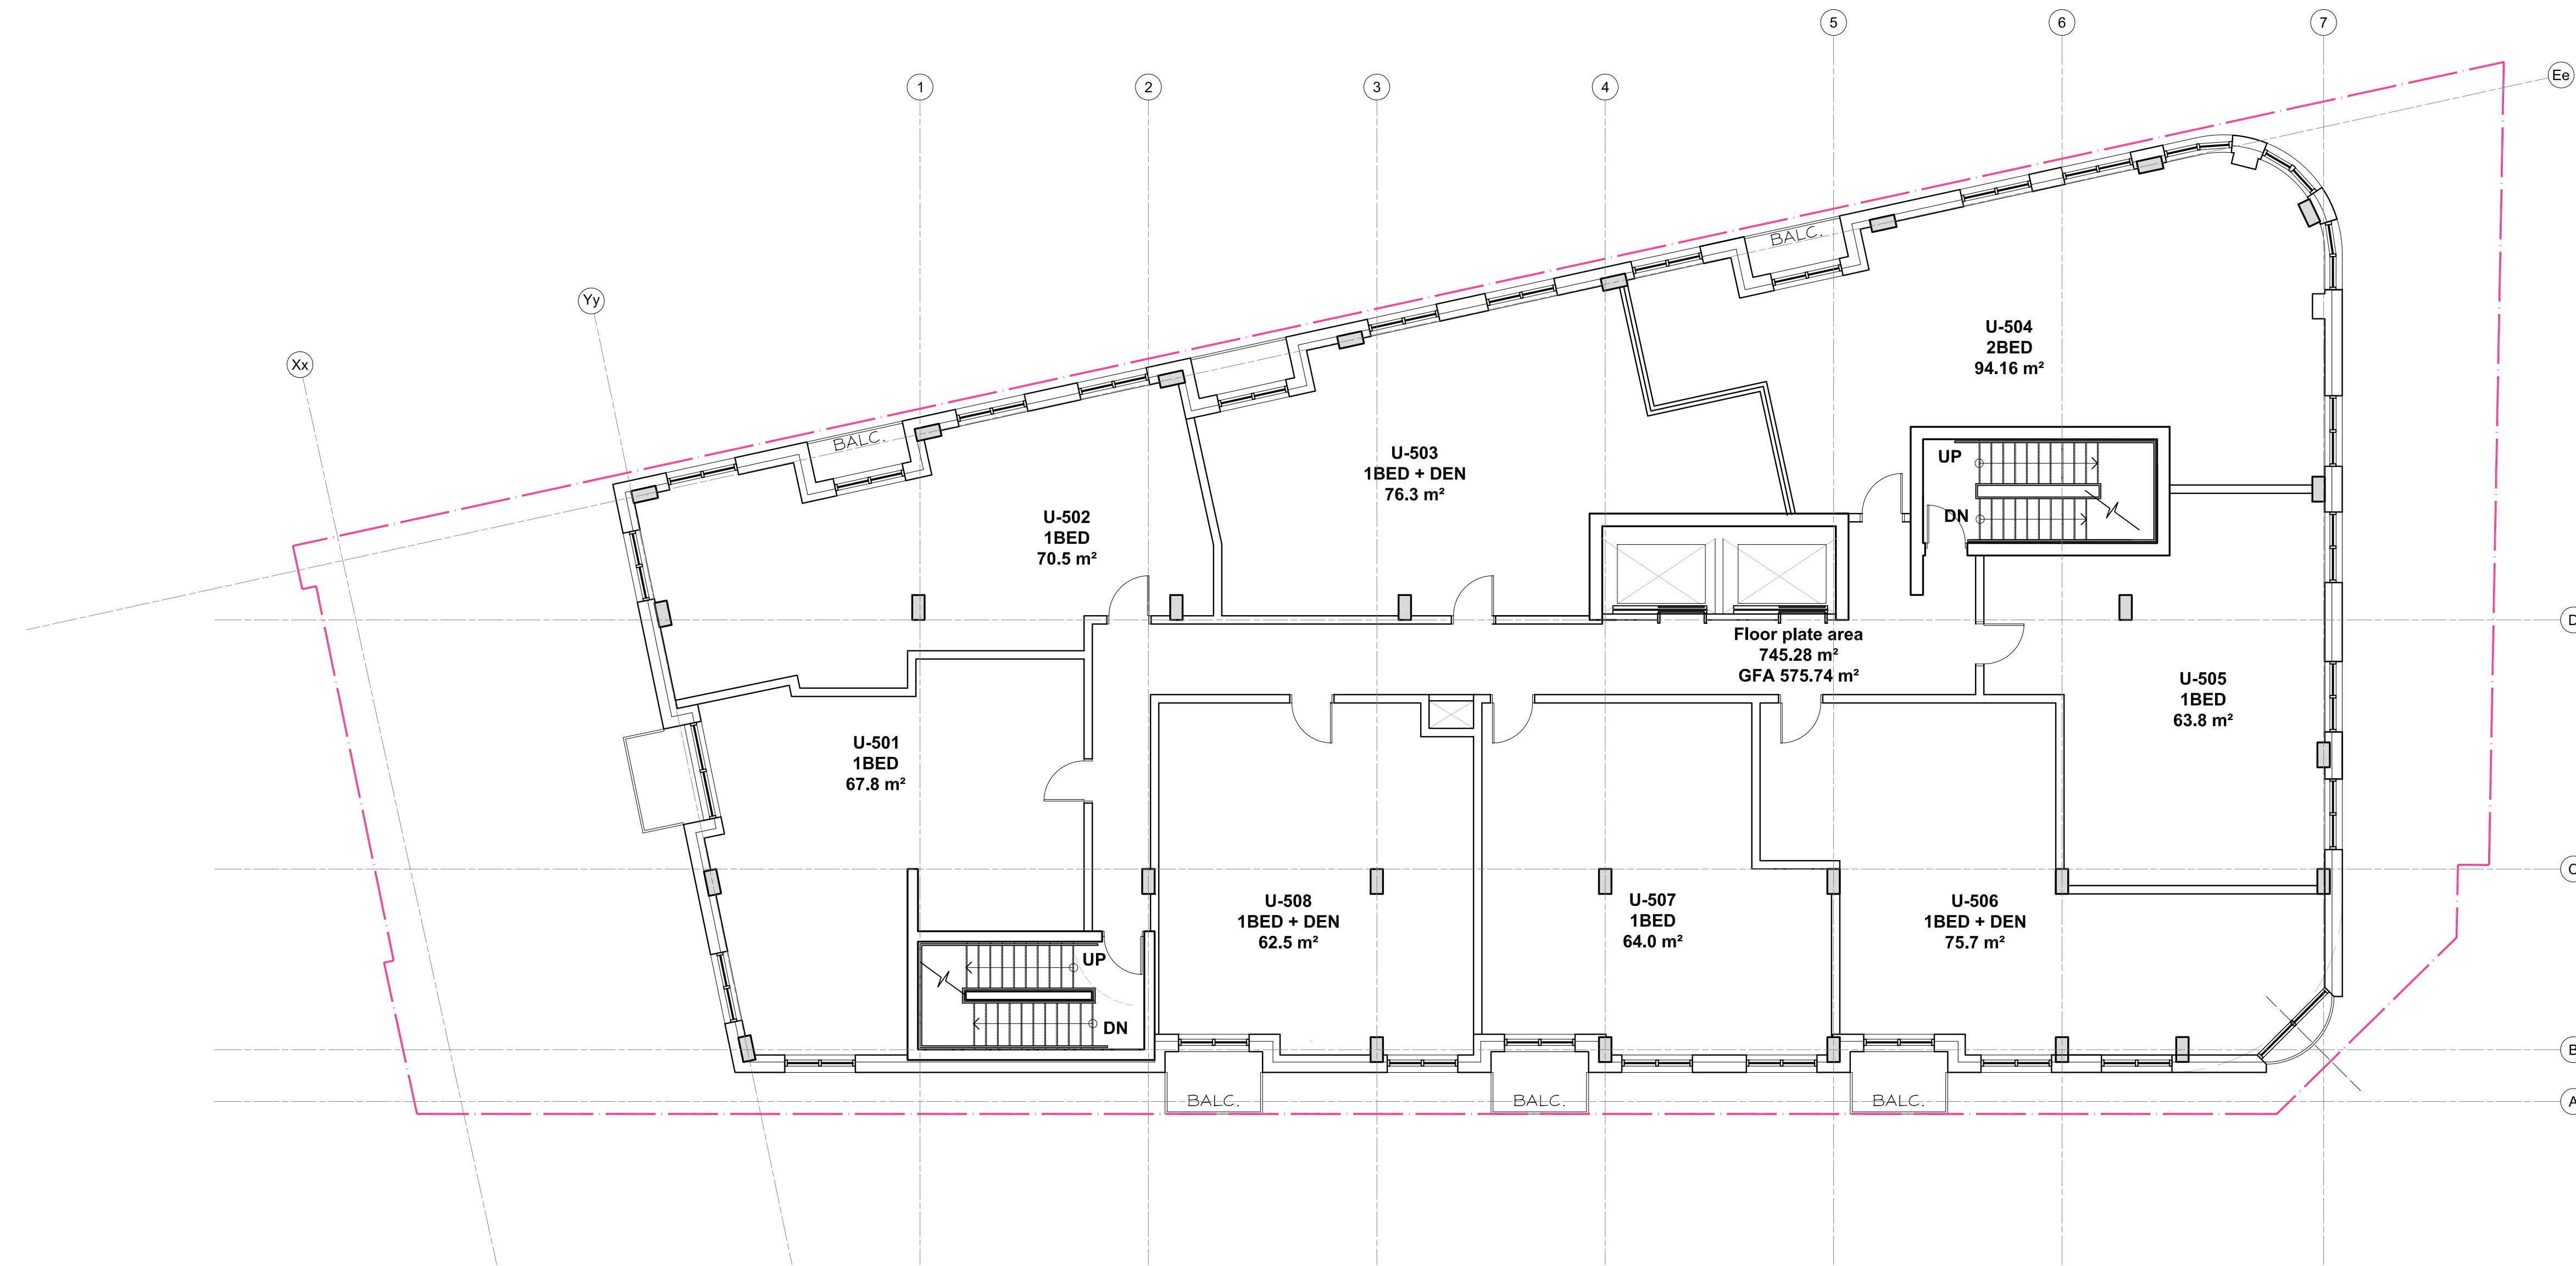 5
6
7
Ee
1
2
3
4
Yy
Xx
BALC.
BALC.
U-504
2BED
94.16 m²
U-503
1BED + DEN
76.3 m²
U-502
1BED
70.5 m²
UP
DN
D
Floor plate area
745.28 m²
GFA 575.74 m²
U-505
1BED
63.8 m²
U-501
1BED
67.8 m²
C
U-508
1BED + DEN
62.5 m²
U-507
1BED
64.0 m²
U-506
1BED + DEN
75.7 m²
UP
DN
B
A
BALC.
BALC.
BALC.